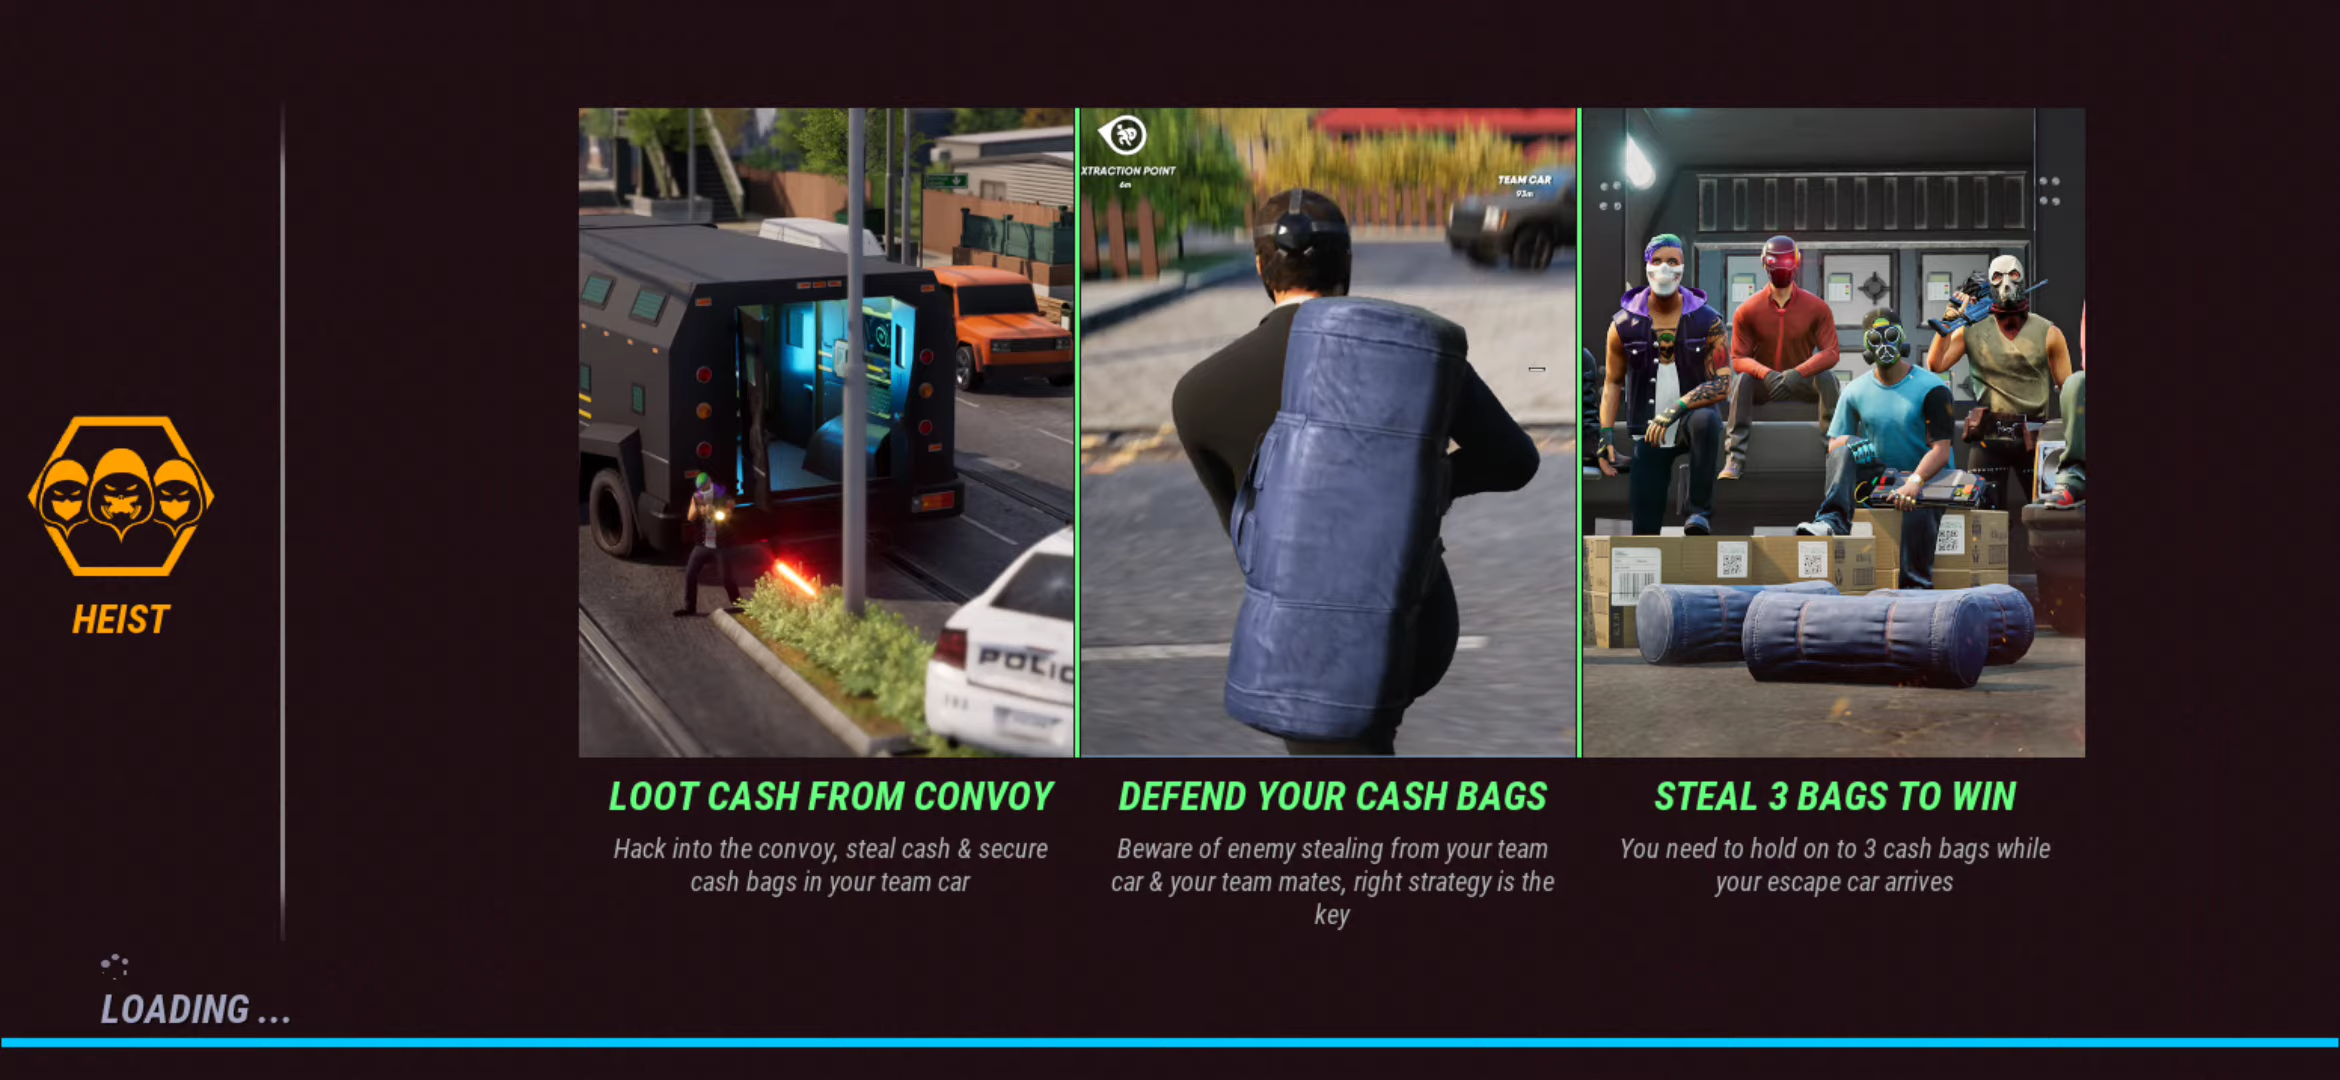 XTRACTION POINT
6m
TEAM CAR
93m
POLIC
HEIST
LOOT CASH FROM CONVOY
Hack into the convoy, steal cash & secure
cash bags in your team car
DEFEND YOUR CASH BAGS
Beware of enemy stealing from your team
car & your team mates, right strategy is the
key
STEAL 3 BAGS TO WIN
You need to hold on to 3 cash bags while
your escape car arrives
LOADING ...